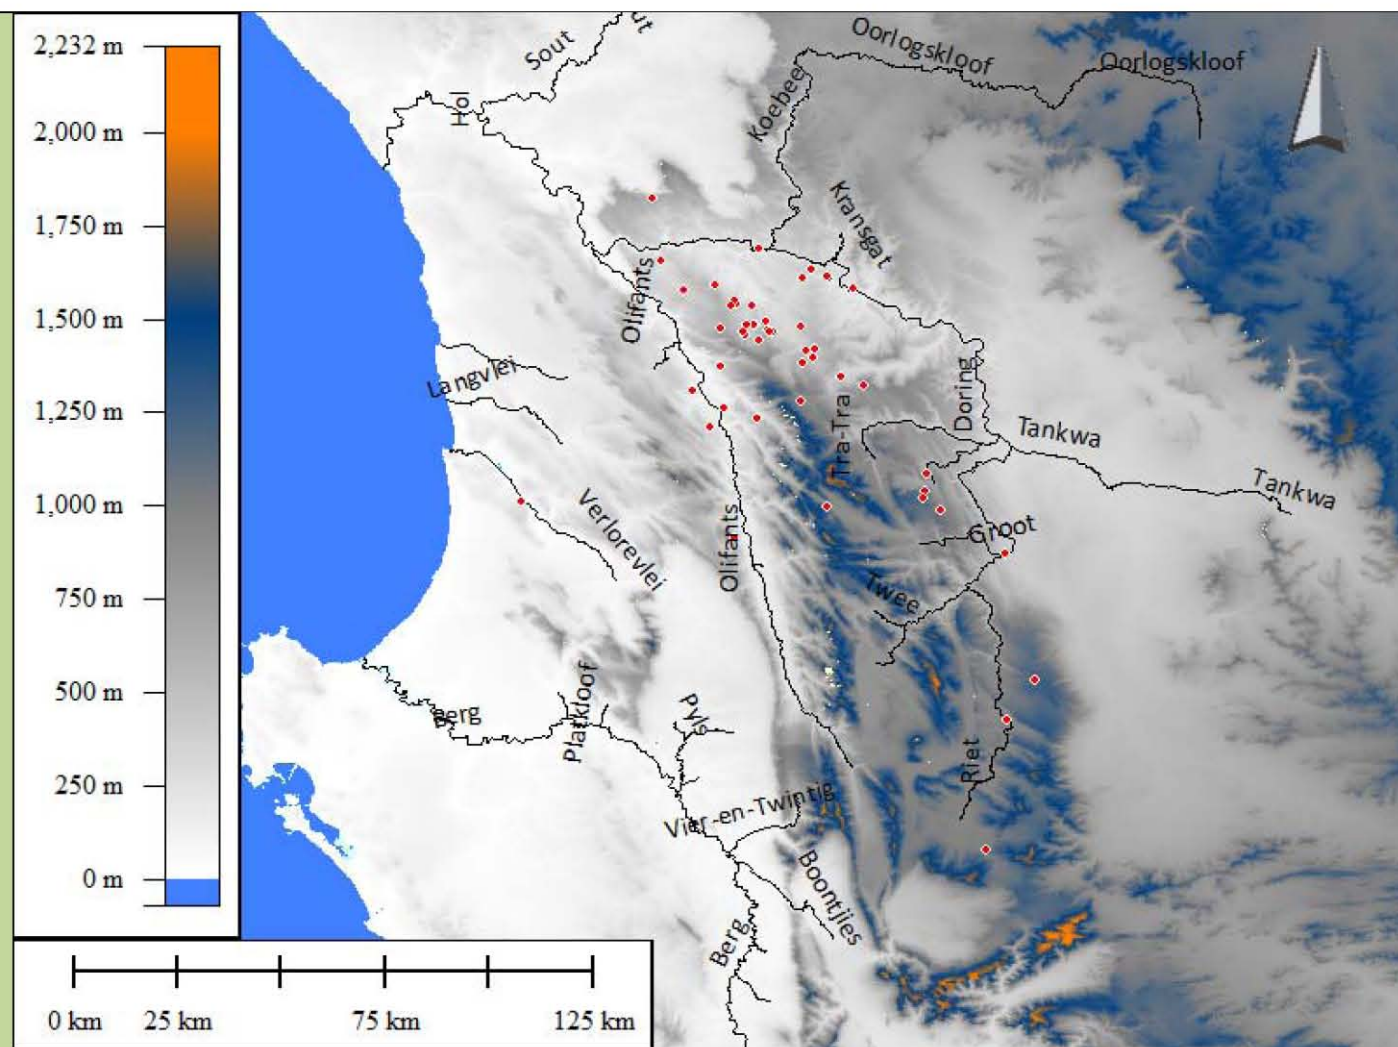 2,232 m
2,000 m
1,750 m
1,500 m
1,250 m
1,000 m
750 m
500 m
250 m
0 m
0 km 25 km 75 km 125 km
Sout
Hol
Koebee
Oorlogskloof
Oorlogskloof
Kransgat
Olifants
Langvlei
Doring
Tra-Tra
Tankwa
Tankwa
Verlorevlei
Olifants
Groot
Twee
Berg
Platkloof
Pyls
Riet
Vier-en-Twintig
Boontjies
Berg